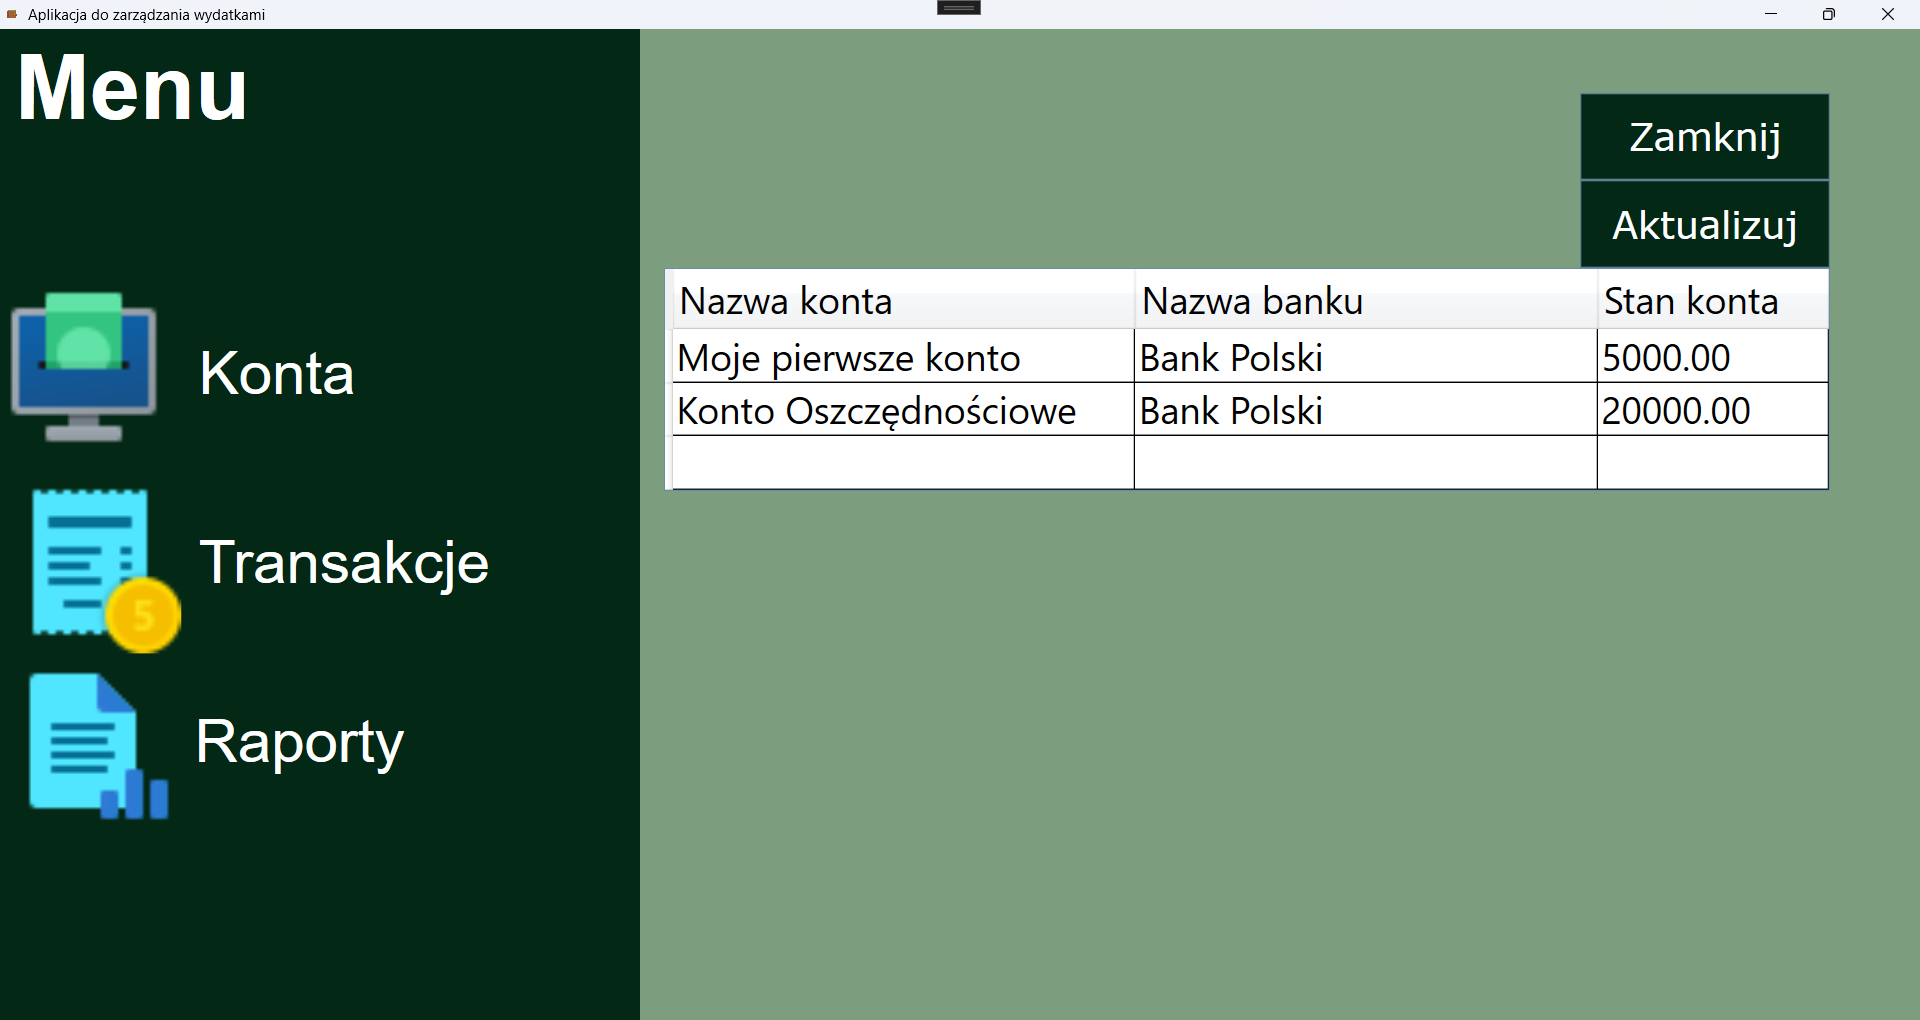 Aplikacja do zarządzania wydatkami
Menu
Konta
Transakcje
5
Raporty
Zamknij
Aktualizuj
Nazwa konta Nazwa banku Stan konta
Moje pierwsze konto Bank Polski 5000.00
Konto Oszczędnościowe Bank Polski 20000.00